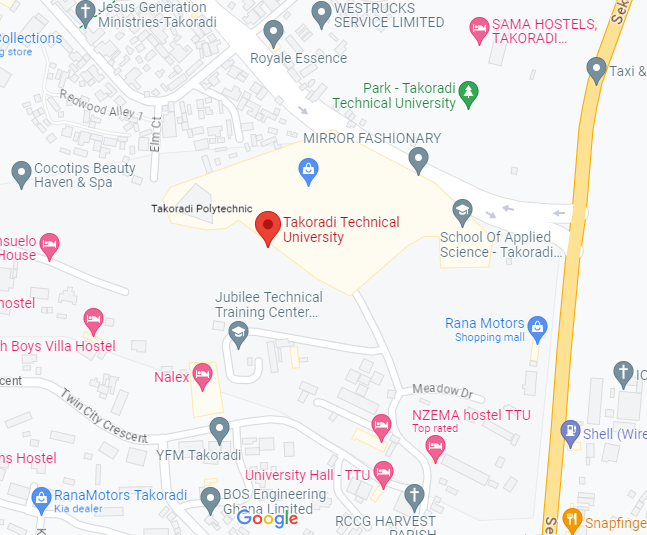 Jesus Generation
Ministries-Takoradi
WESTRUCKS
SERVICE LIMITED
SAMA HOSTELS,
TAKORADI...
Sek
Collections
g store
Royale Essence
Taxi &
Park - Takoradi
Technical University
Redwood Alley 1
Elm Ct
MIRROR FASHIONARY
Cocotips Beauty
Haven & Spa
Takoradi Polytechnic
Takoradi Technical
University
School Of Applied
Science - Takoradi...
nsuelo
House
hostel
Jubilee Technical
Training Center...
Rana Motors
Shopping mall
h Boys Villa Hostel
Nalex
IC
escent
Twin City Crescent
Meadow Dr
NZEMA hostel TTU
Top rated
Shell (Wire
YFM Takoradi
ns Hostel
University Hall - TTU
RanaMotors Takoradi
Kia dealer
BOS Engineering
Ghana Limited
Google
RCCG HARVEST
PARISH
Se
Snapfinge
K